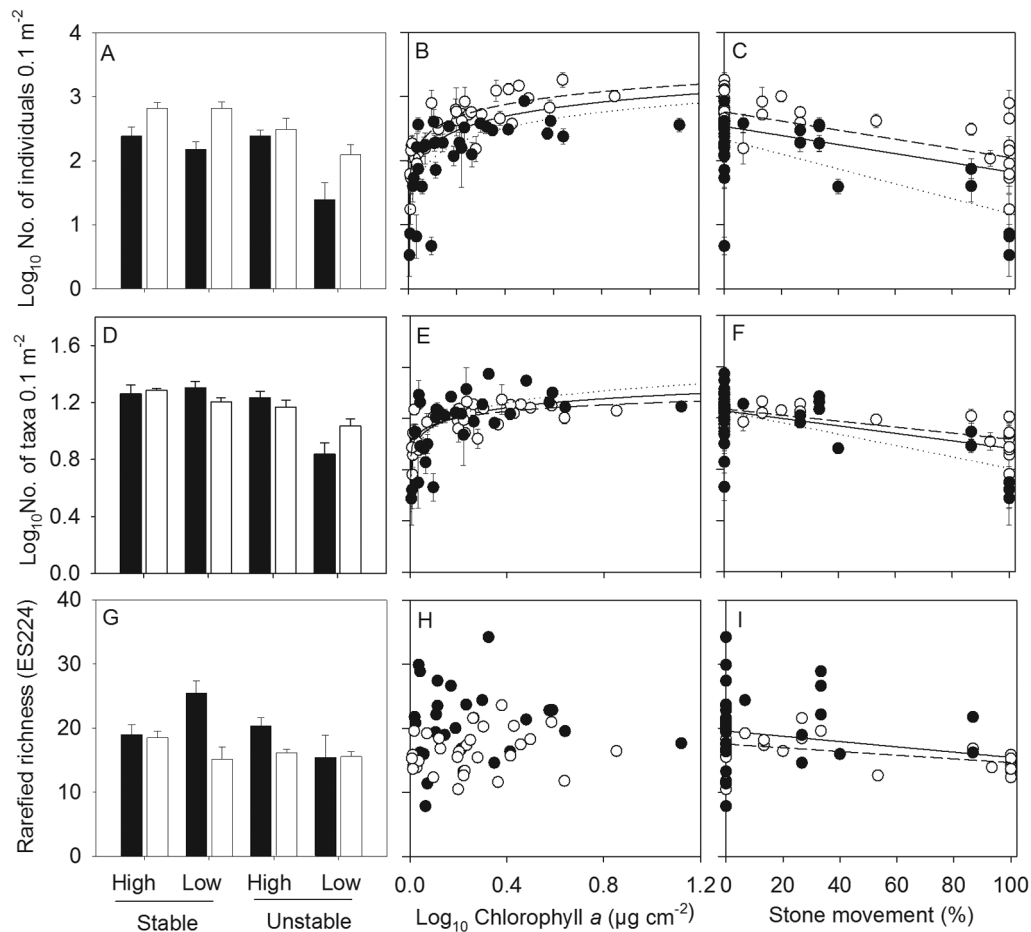 A
B
C
Log10 No. of individuals 0.1 m-2
4
3
2
1
0
D
E
F
Log10No. of taxa 0.1 m-2
1.6
1.2
0.8
0.4
0.0
G
H
I
Rarefied richness (ES224)
40
30
20
10
0
High Low High Low
Stable Unstable
0.0 0.4 0.8 1.2
Log10 Chlorophyll a (µg cm-2)
0 20 40 60 80 100
Stone movement (%)